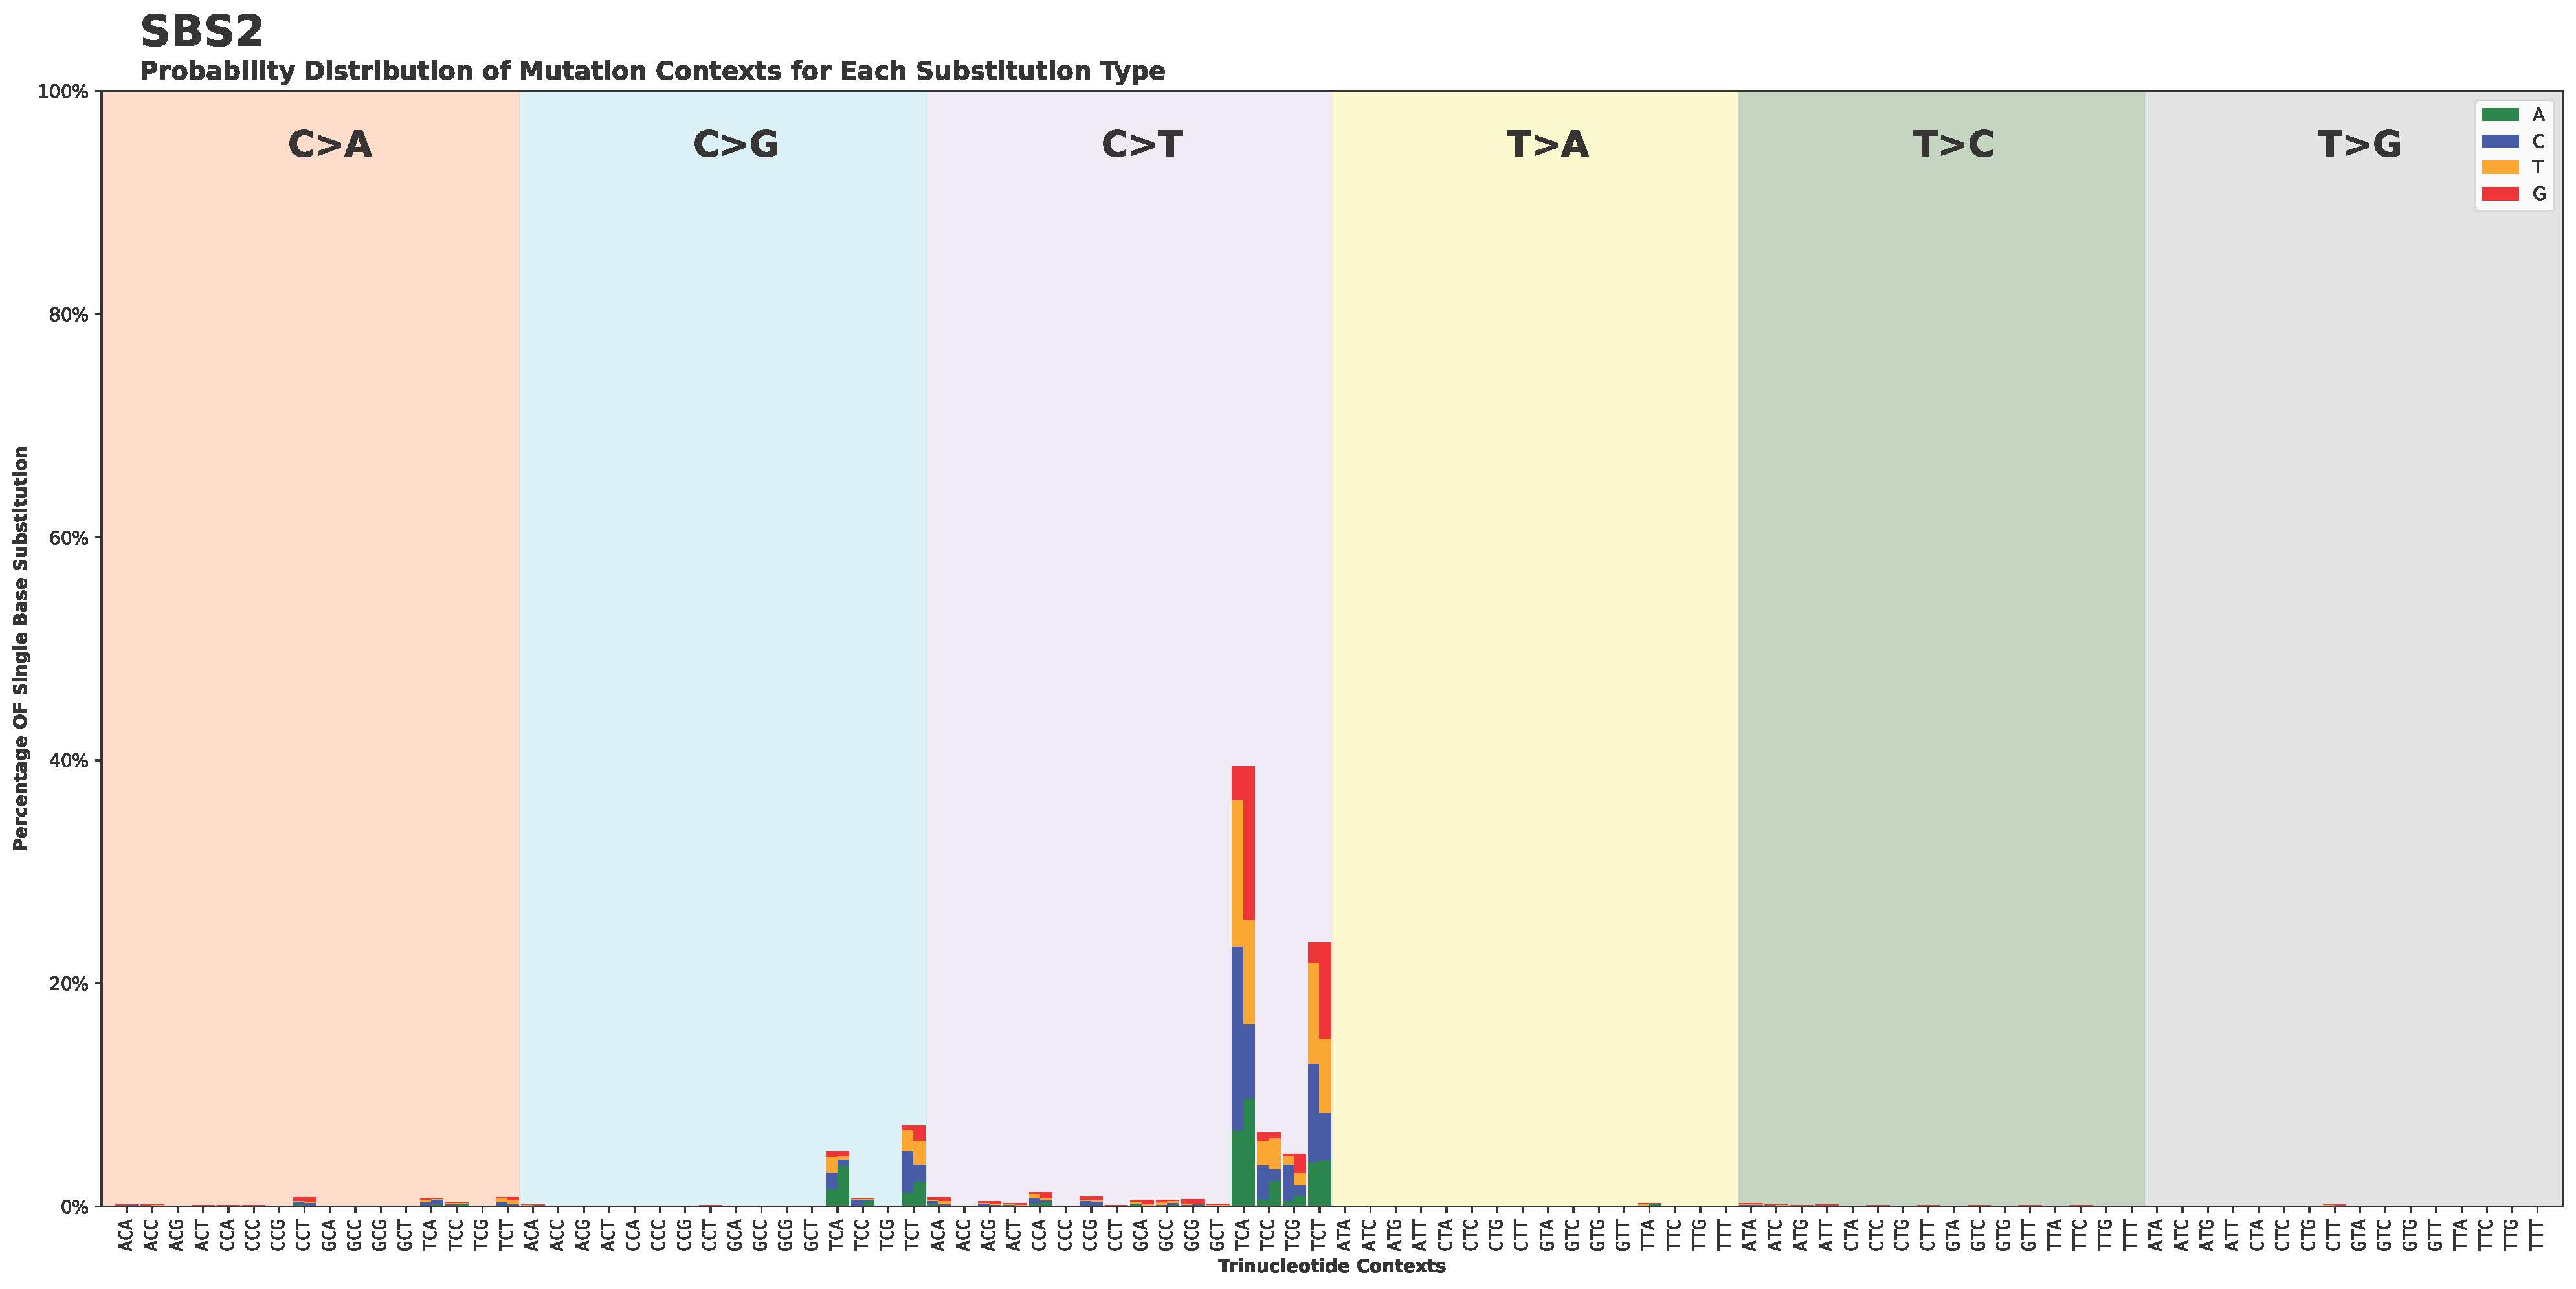 SBS2
Probability Distribution of Mutation Contexts for Each Substitution Type
100%
80%
60%
40%
20%
0%
Percentage OF Single Base Substitution
C>A C>G C>T T>A T>C T>G
A
C
T
G
ACA ACC ACG ACT CCA CCC CCG CCT GCA GCC GCG GCT TCA TCC TCG TCT ACA ACC ACG ACT CCA CCC CCG CCT GCA GCC GCG GCT TCA TCC TCG TCT ACA ACC ACG ACT CCA CCC CCG CCT GCA GCC GCG GCT TCA TCC TCG TCT ATA ATC ATG ATT CTA CTC CTG CTT GTA GTC GTG GTT TTA TTC TTG TTT ATA ATC ATG ATT CTA CTC CTG CTT GTA GTC GTG GTT TTA TTC TTG TTT ATA ATC ATG ATT CTA CTC CTG CTT GTA GTC GTG GTT TTA TTC TTG TTT
Trinucleotide Contexts